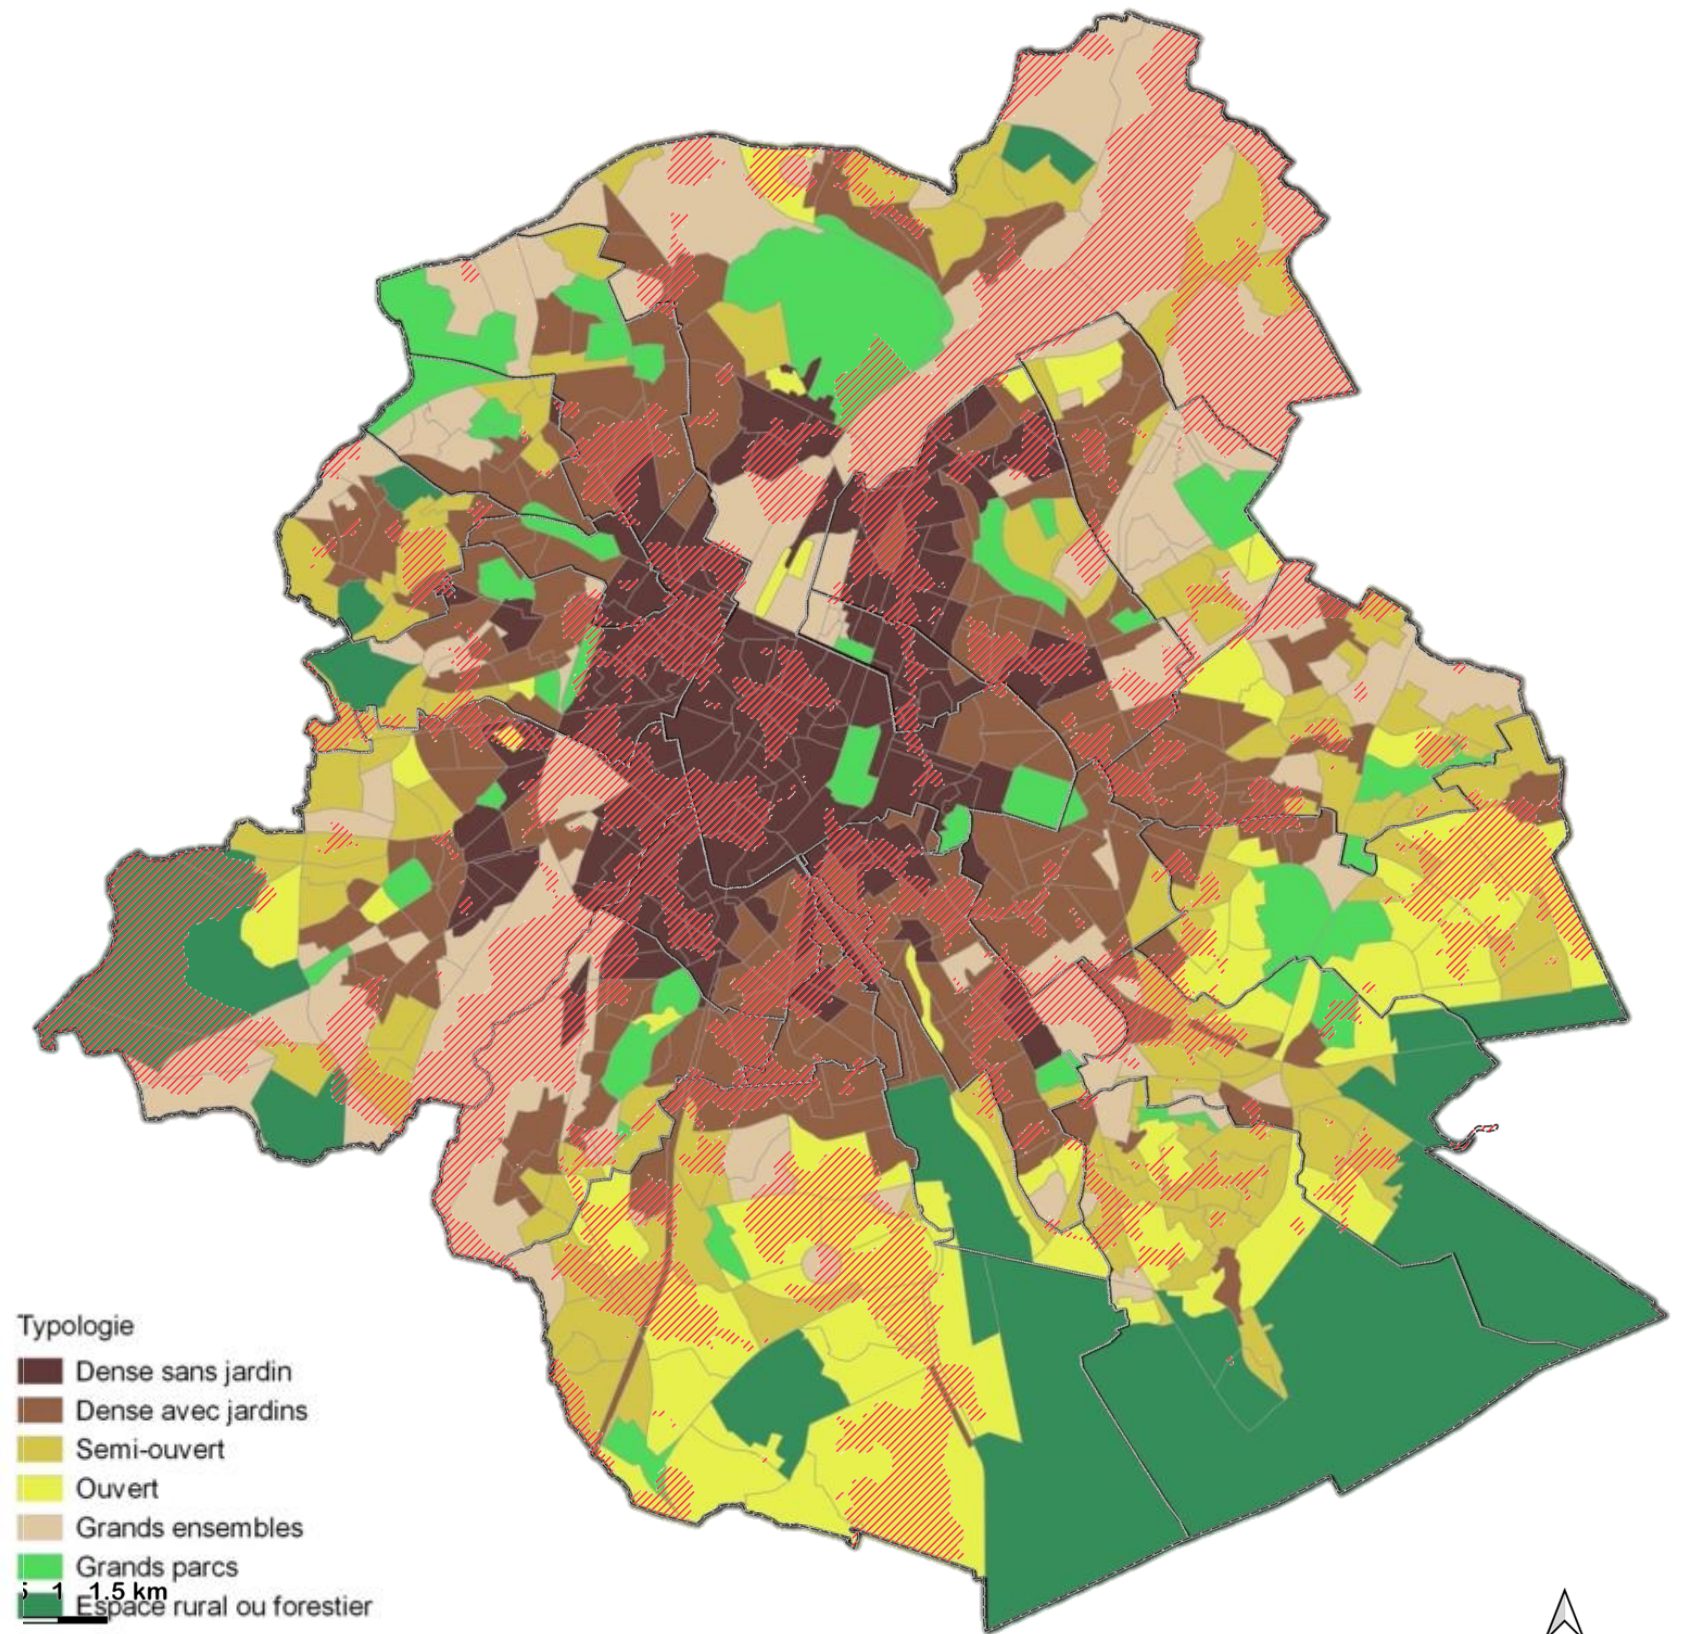 Typologie
Dense sans jardin
Dense avec jardins
Semi-ouvert
Ouvert
Grands ensembles
Grands parcs
5 1 1.5 km
Espace rural ou forestier